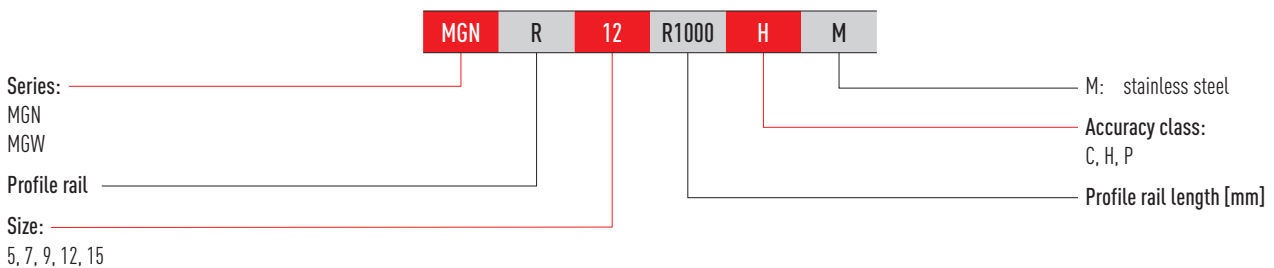 MGN R 12 R1000 H M
Series:
MGN
MGW
Profile rail
Size:
5, 7, 9, 12, 15
M: stainless steel
Accuracy class:
C, H, P
Profile rail length [mm]